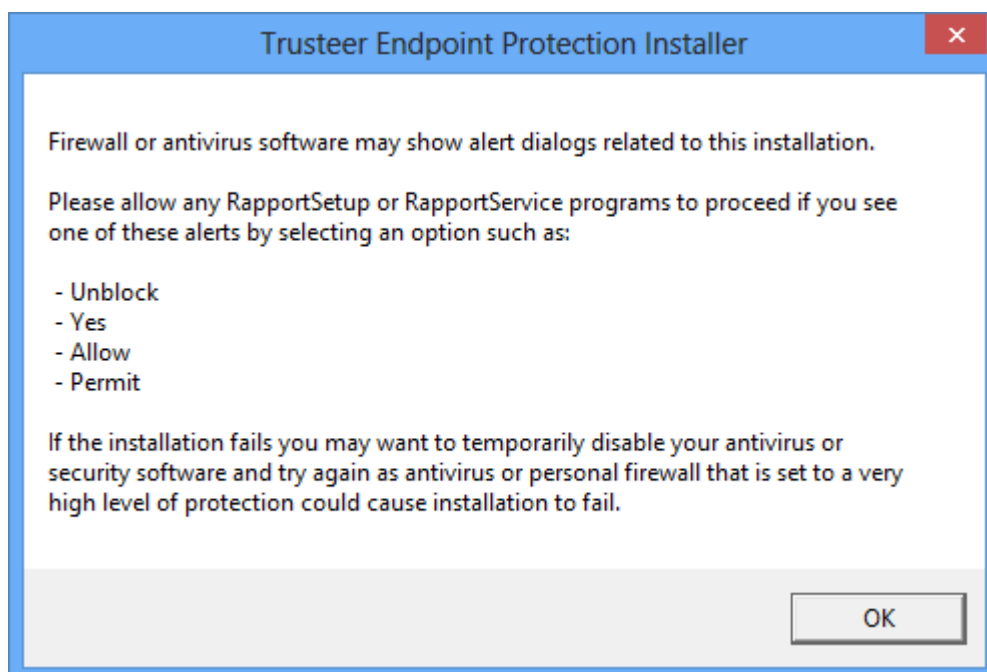 Trusteer Endpoint Protection Installer
Firewall or antivirus software may show alert dialogs related to this installation.
Please allow any RapportSetup or RapportService programs to proceed if you see
one of these alerts by selecting an option such as:
- Unblock
- Yes
- Allow
- Permit
If the installation fails you may want to temporarily disable your antivirus or
security software and try again as antivirus or personal firewall that is set to a very
high level of protection could cause installation to fail.
OK